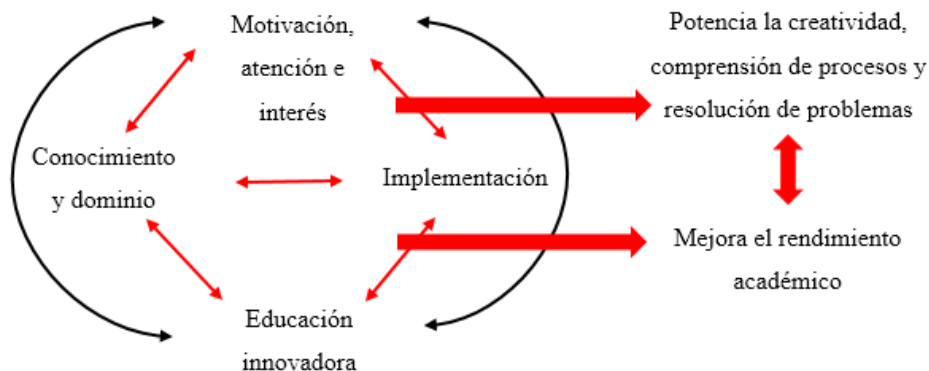 Motivación,
atención e
interés
Potencia la creatividad,
comprensión de procesos y
resolución de problemas
Conocimiento
y dominio
Implementación
Mejora el rendimiento
académico
Educación
innovadora